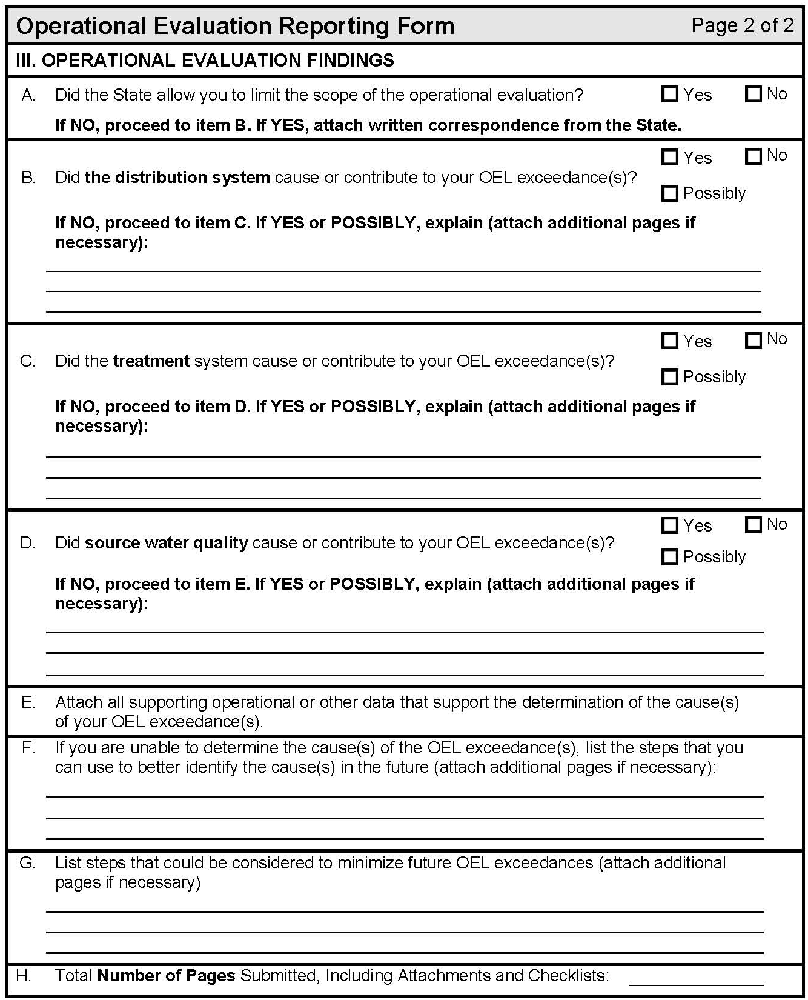 Operational Evaluation Reporting Form Page 2 of 2
III. OPERATIONAL EVALUATION FINDINGS
A. Did the State allow you to limit the scope of the operational evaluation? Yes No
If NO, proceed to item B. If YES, attach written correspondence from the State.
Yes No
B. Did the distribution system cause or contribute to your OEL exceedance(s)?
Possibly
If NO, proceed to item C. If YES or POSSIBLY, explain (attach additional pages if
necessary):
Yes No
C. Did the treatment system cause or contribute to your OEL exceedance(s)?
Possibly
If NO, proceed to item D. If YES or POSSIBLY, explain (attach additional pages if
necessary):
Yes No
D. Did source water quality cause or contribute to your OEL exceedance(s)?
Possibly
If NO, proceed to item E. If YES or POSSIBLY, explain (attach additional pages if
necessary):
E. Attach all supporting operational or other data that support the determination of the cause(s)
of your OEL exceedance(s).
F. If you are unable to determine the cause(s) of the OEL exceedance(s), list the steps that you
can use to better identify the cause(s) in the future (attach additional pages if necessary):
G. List steps that could be considered to minimize future OEL exceedances (attach additional
pages if necessary)
H. Total Number of Pages Submitted, Including Attachments and Checklists: